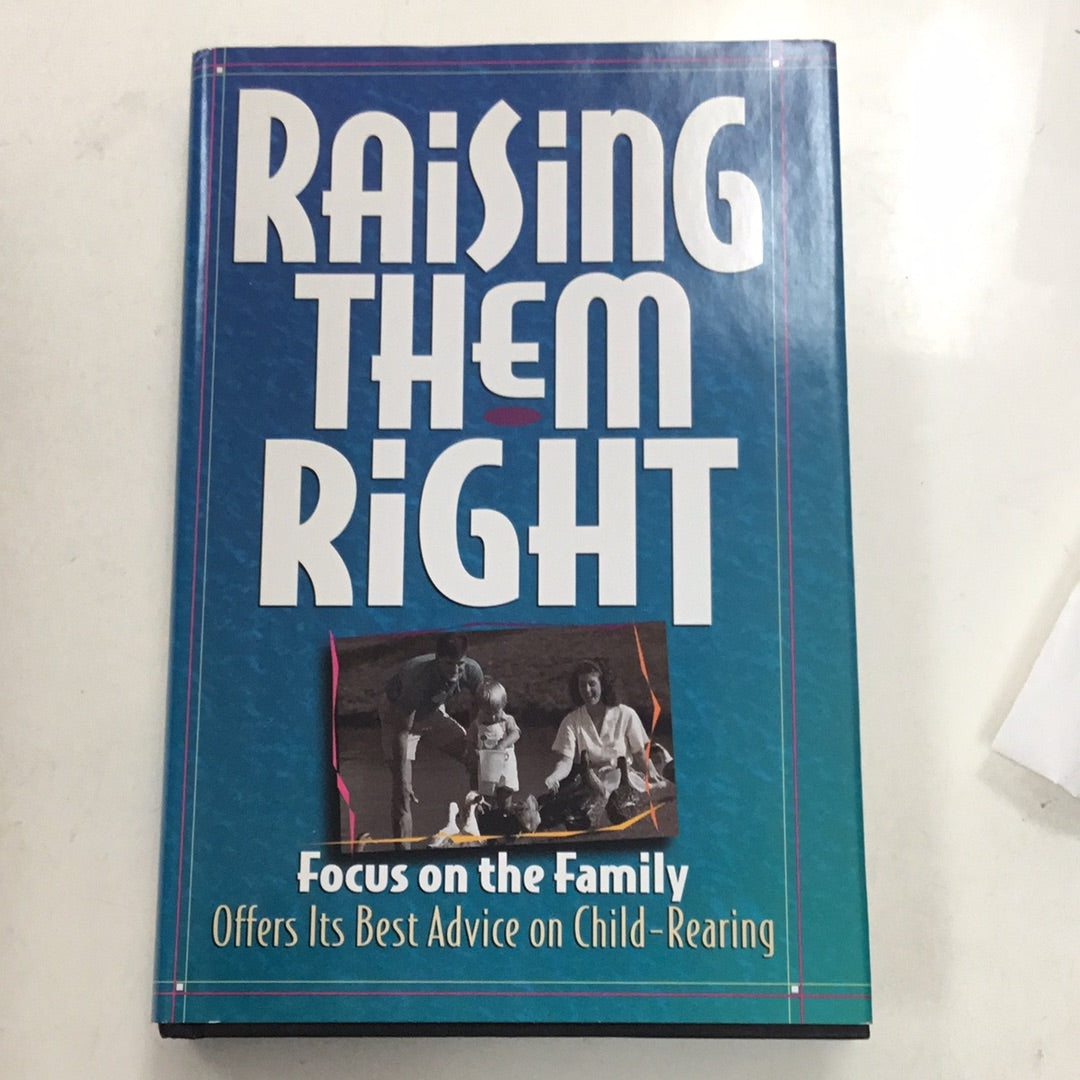 RAiSiNG
THEM
RiGHT
Focus on the Family
Offers Its Best Advice on Child-Rearing